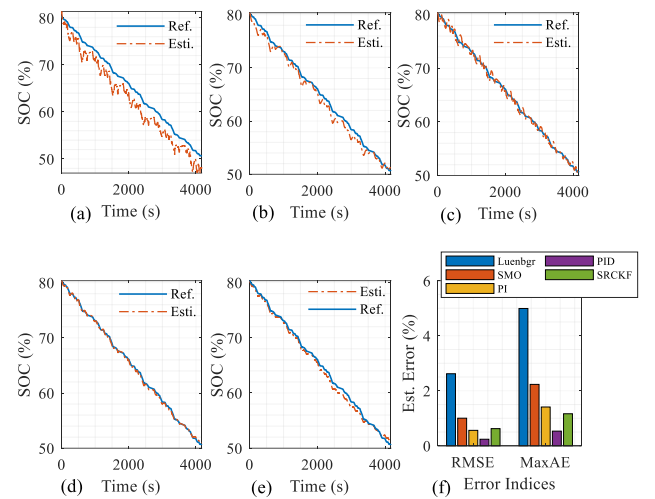 80
70
60
50
SOC (%)
Ref.
Esti.
0
2000
4000
(a)
Time (s)
80
70
60
50
SOC (%)
Ref.
Esti.
0
2000
4000
(b)
Time (s)
80
70
60
50
SOC (%)
Ref.
Esti.
0
2000
4000
(c)
Time (s)
80
70
60
50
SOC (%)
Ref.
Esti.
0
2000
4000
(d)
Time (s)
80
70
60
50
SOC (%)
Esti.
Ref.
0
2000
4000
(e)
Time (s)
Luenbgr
SMO
PI
PID
SRCKF
6
4
2
0
Est. Error (%)
RMSE
MaxAE
(f)
Error Indices